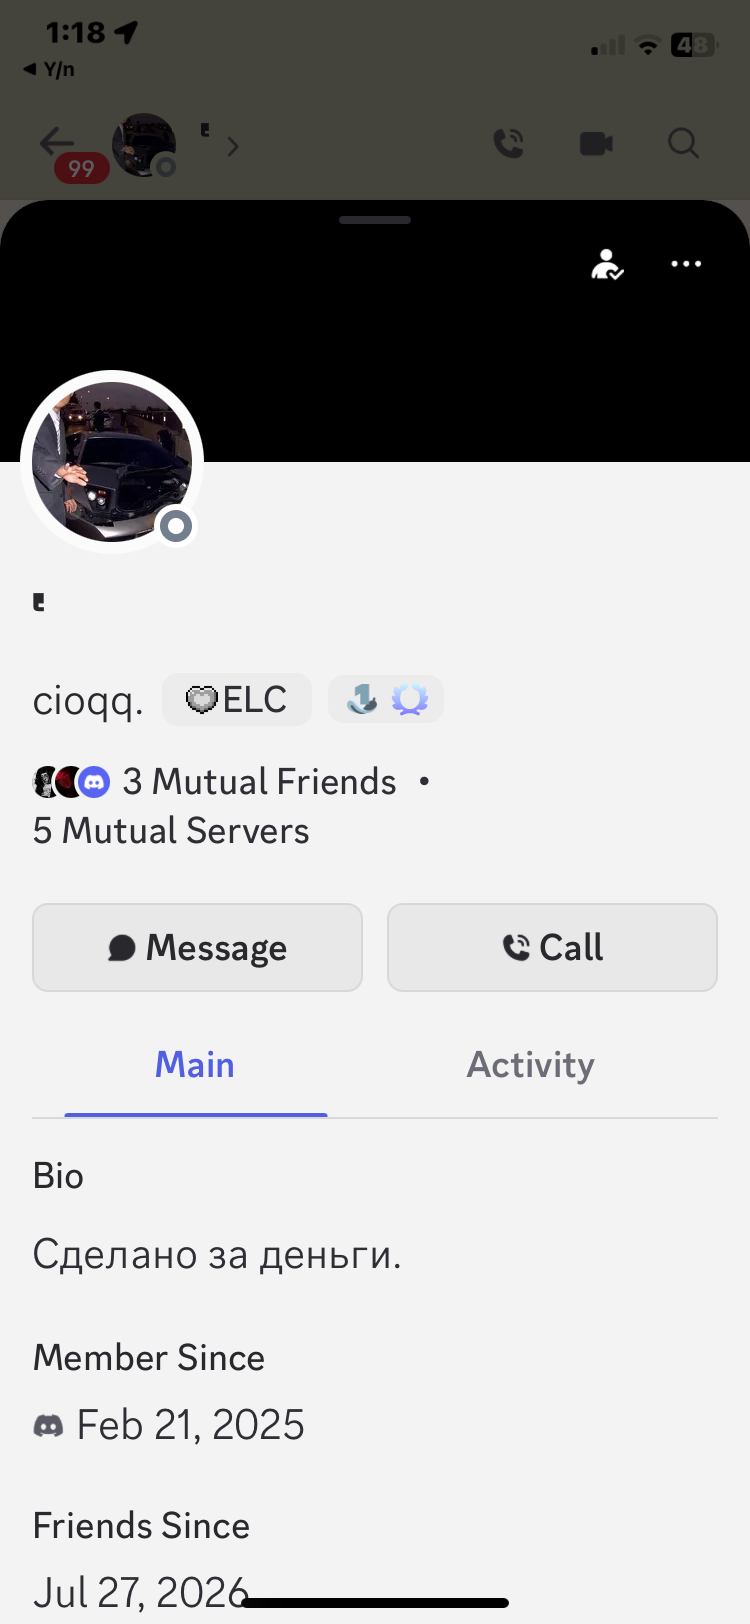 1:18
48
◀ Y/n
99
cioqq.
ELC
3 Mutual Friends •
5 Mutual Servers
Message
Call
Main
Activity
Bio
Сделано за деньги.
Member Since
Feb 21, 2025
Friends Since
Jul 27, 2026